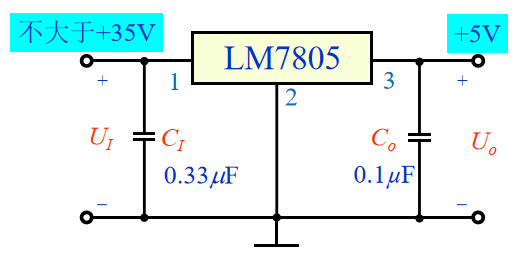 不大于+35V
LM7805
+5V
1
3
+
2
+
U_I
C_I
C_o
U_o
0.33μF
0.1μF
−
−